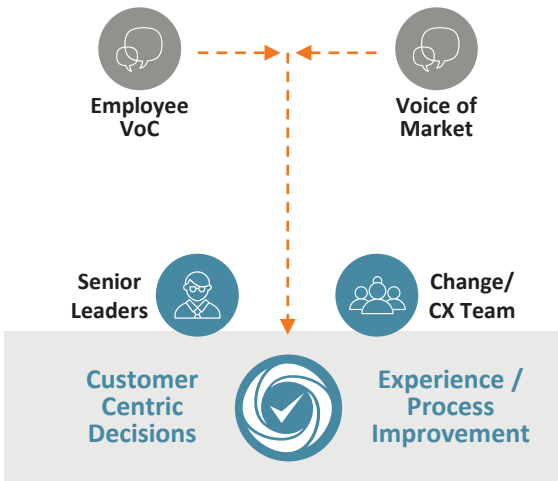 Employee
VoC
Voice of
Market
Senior
Leaders
Change/
CX Team
Customer
Centric
Decisions
Experience /
Process
Improvement